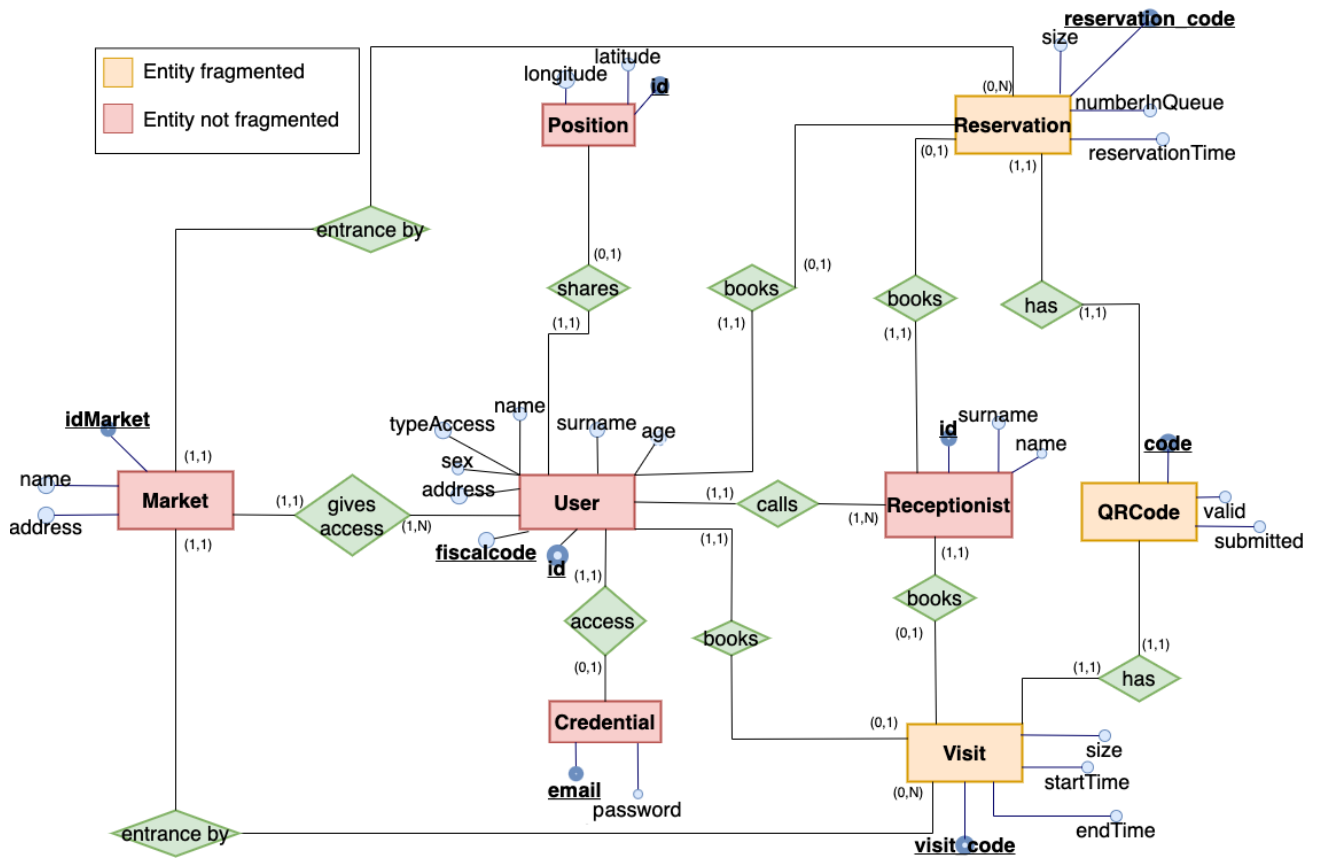 reservation_code
size
Entity fragmented
Entity not fragmented
longitude
latitude
id
Position
(0,N)
numberInQueue
Reservation
reservationTime
(0,1)
(1,1)
entrance by
(0,1)
(0,1)
shares
books
books
has
(1,1)
(1,1)
(1,1)
(1,1)
idMarket
name
address
(1,1)
Market
(1,1)
(1,1)
gives
access
(1,N)
typeAccess
name
surname
age
sex
address
User
fiscalcode
id
(1,1)
calls
(1,N)
(1,1)
id
surname
name
Receptionist
(1,1)
code
QRCode
valid
submitted
(1,1)
access
(0,1)
books
books
(0,1)
(1,1)
(1,1)
has
Credential
email
password
(0,1)
Visit
size
startTime
endTime
(0,N)
visit_code
entrance by